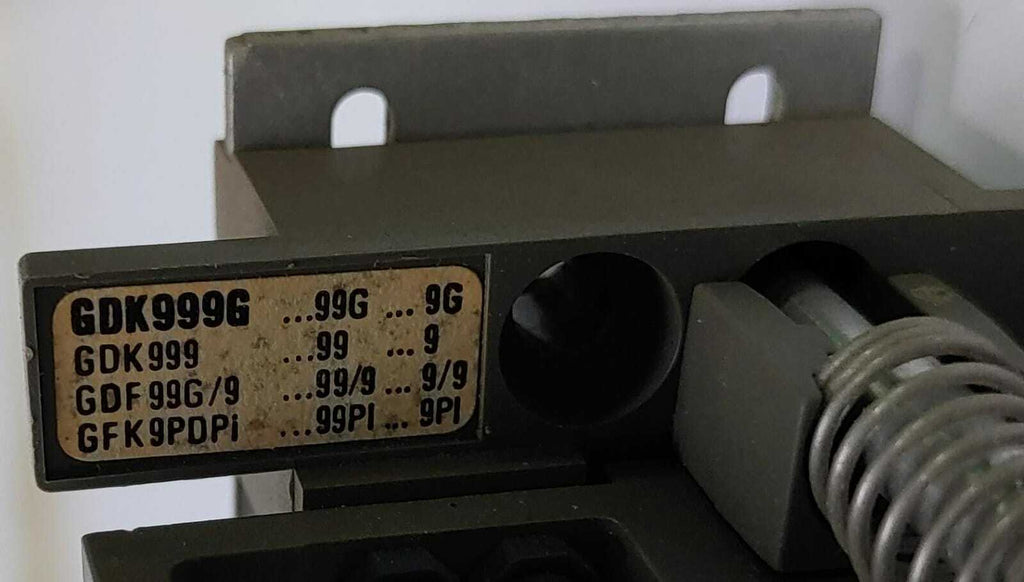 GDK999G ...99G ... 9G
GDK999 ...99 ... 9
GDF99G/9 ...99/9 ... 9/9
GFK9PDPi ...99PI ... 9PI